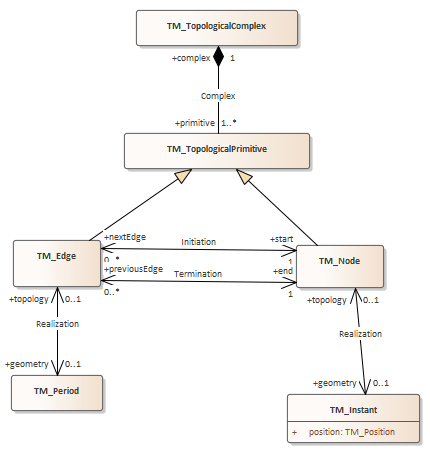 TM_TopologicalComplex
+complex 1
Complex
+primitive 1..*
TM_TopologicalPrimitive
+nextEdge +start
Initiation
0..* 1
TM_Edge
TM_Node
+previousEdge +end
Termination
0..* 1
+topology 0..1
+topology 0..1
Realization
Realization
+geometry 0..1
+geometry 0..1
TM_Period
TM_Instant
+ position: TM_Position